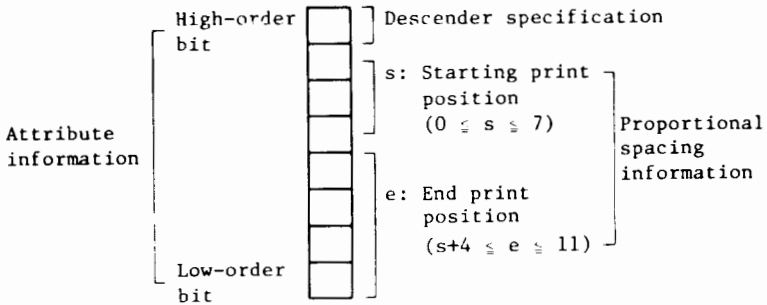 High-order bit
Descender specification
s: Starting print position
(0 ≦ s ≦ 7)
Attribute information
Proportional spacing information
e: End print position
(s+4 ≦ e ≦ 11)
Low-order bit